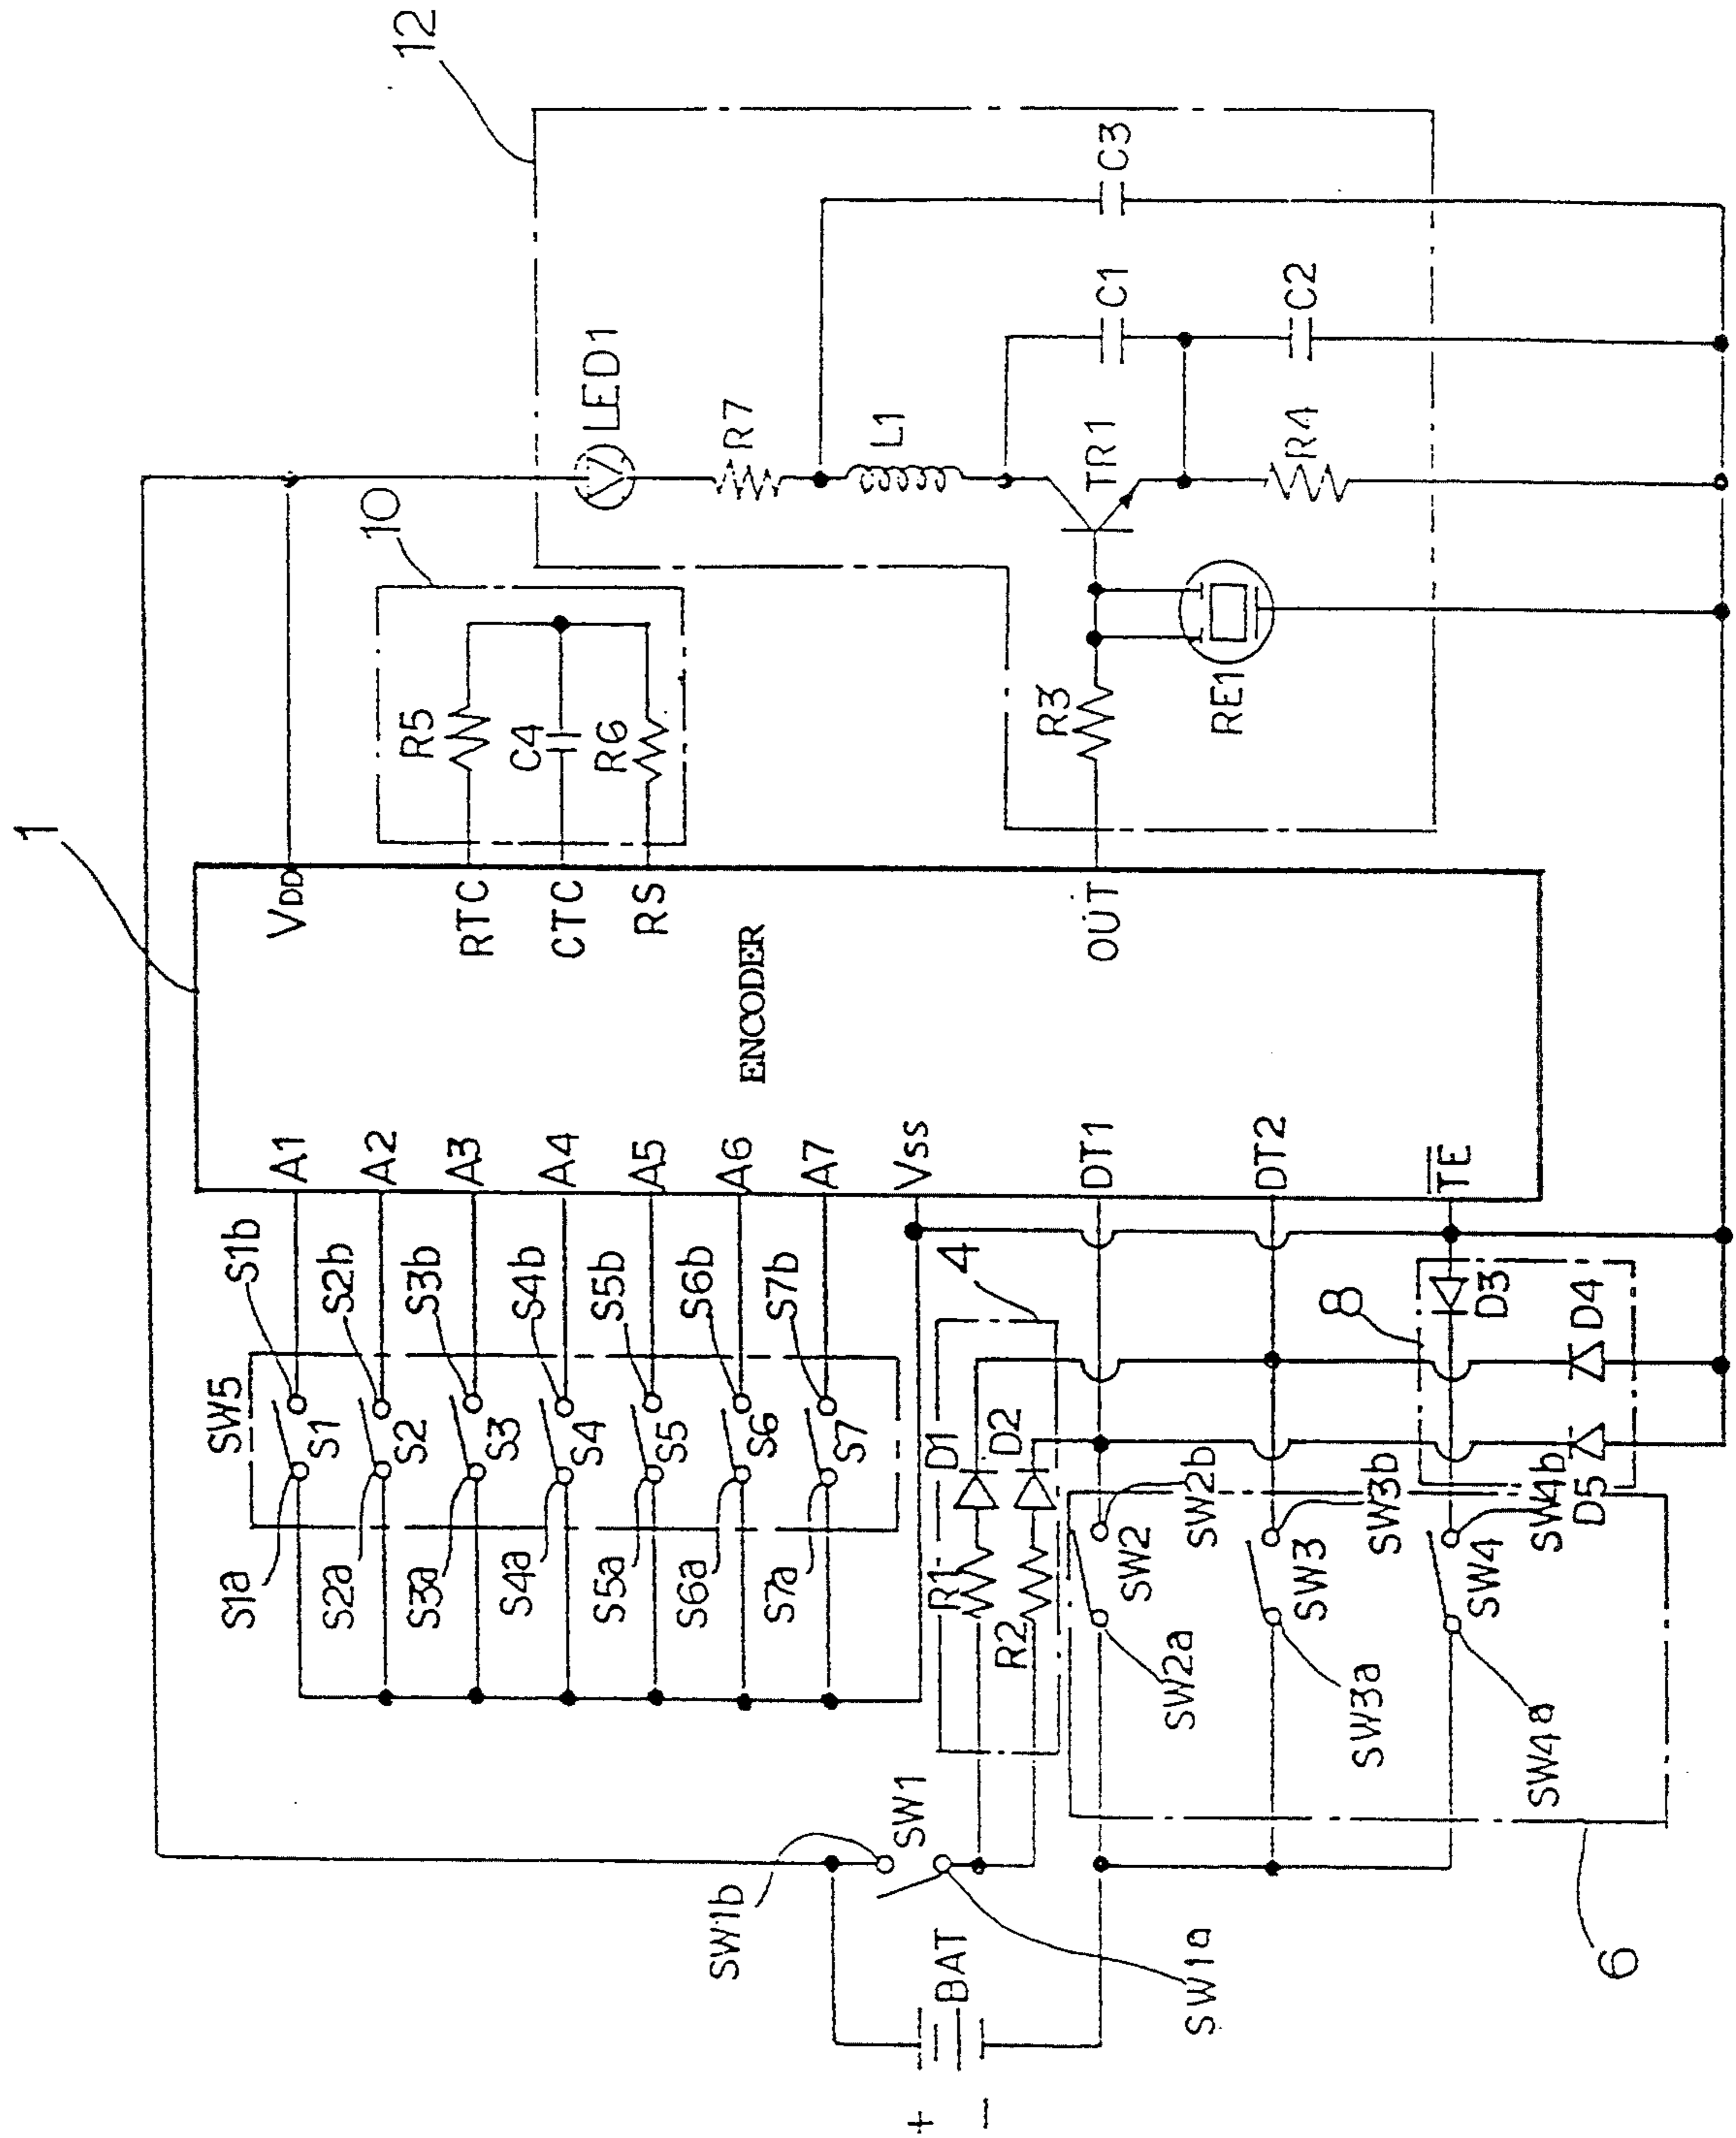 12
1
10
LED1
R7
L1
C3
C1
C2
TR1
R4
R5
C4
R6
R3
RE1
VDD
RTC
CTC
RS
OUT
ENCODER
A1
A2
A3
A4
A5
A6
A7
Vss
DT1
DT2
TE
S1b
S2b
S3b
S4b
S5b
S6b
S7b
SW5
S1
S2
S3
S4
S5
S6
S7
S1a
S2a
S3a
S4a
S5a
S6a
S7a
4
8
D1
D2
D3
D4
D5
R1
R2
SW2
SW2b
SW3
SW3b
SW4
SW4b
SW2a
SW3a
SW4a
SW1
SW1b
SW1a
BAT
+
−
6